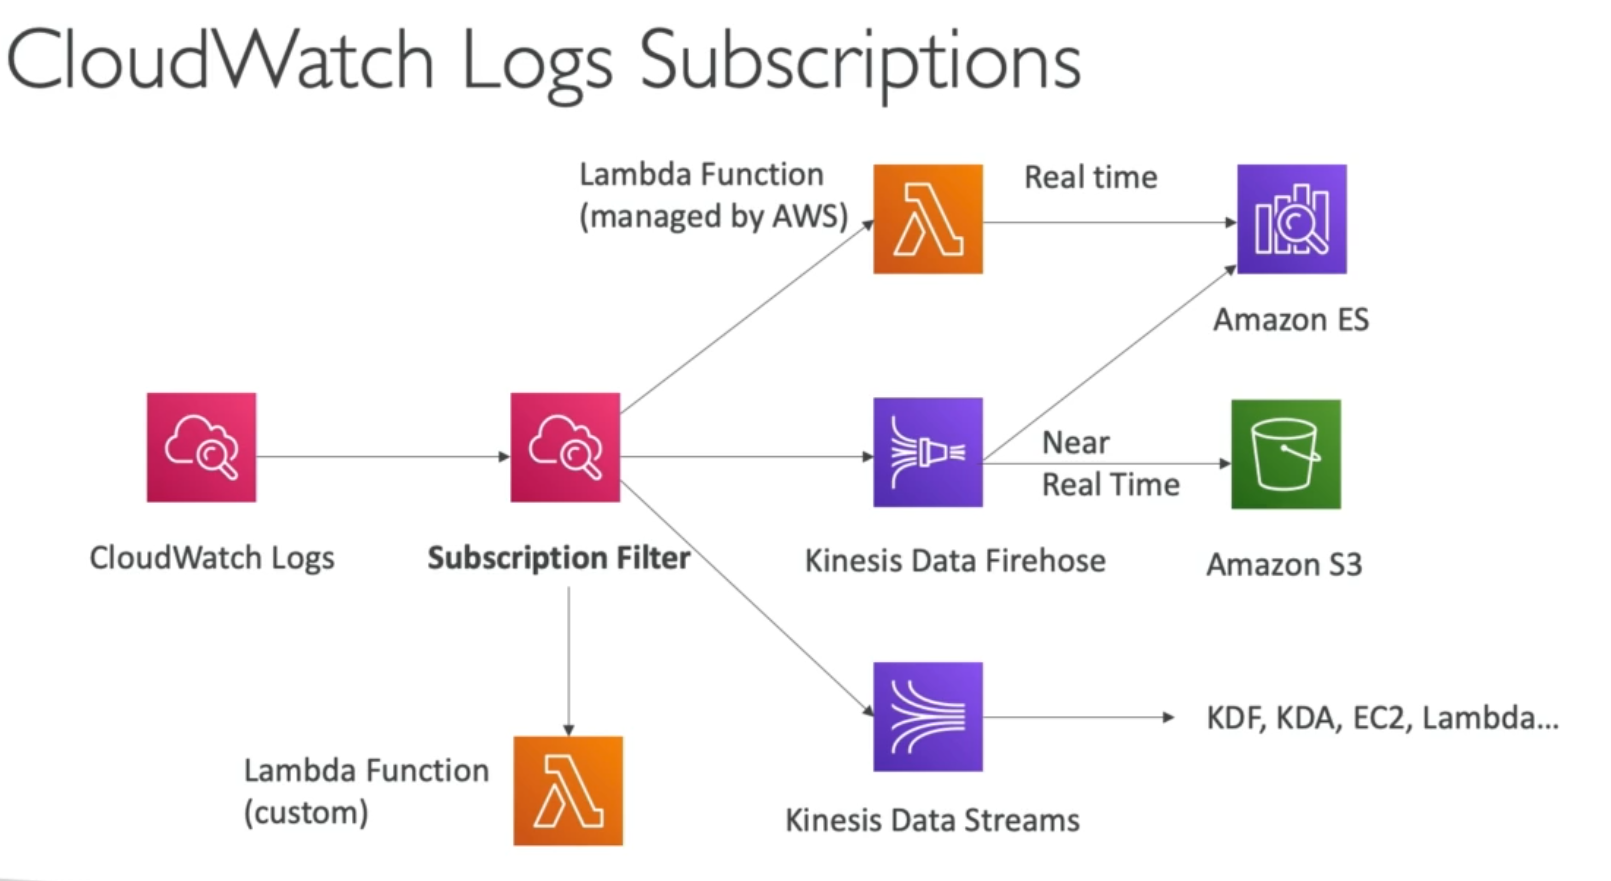 CloudWatch Logs Subscriptions
Lambda Function
(managed by AWS)
Real time
Amazon ES
Near
Real Time
CloudWatch Logs
Subscription Filter
Kinesis Data Firehose
Amazon S3
KDF, KDA, EC2, Lambda...
Lambda Function
(custom)
Kinesis Data Streams